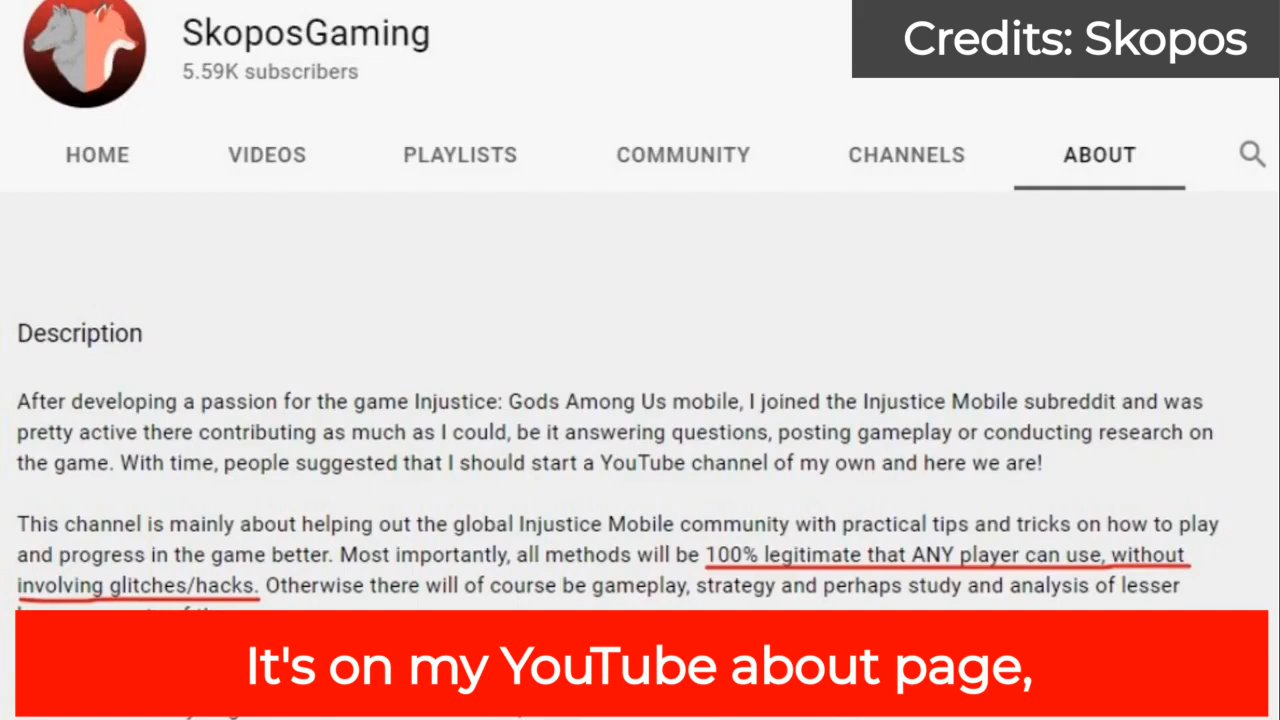 SkoposGaming
5.59K subscribers
Credits: Skopos
HOME VIDEOS PLAYLISTS COMMUNITY CHANNELS ABOUT
Description
After developing a passion for the game Injustice: Gods Among Us mobile, I joined the Injustice Mobile subreddit and was
pretty active there contributing as much as I could, be it answering questions, posting gameplay or conducting research on
the game. With time, people suggested that I should start a YouTube channel of my own and here we are!
This channel is mainly about helping out the global Injustice Mobile community with practical tips and tricks on how to play
and progress in the game better. Most importantly, all methods will be 100% legitimate that ANY player can use, without
involving glitches/hacks. Otherwise there will of course be gameplay, strategy and perhaps study and analysis of lesser
It's on my YouTube about page,